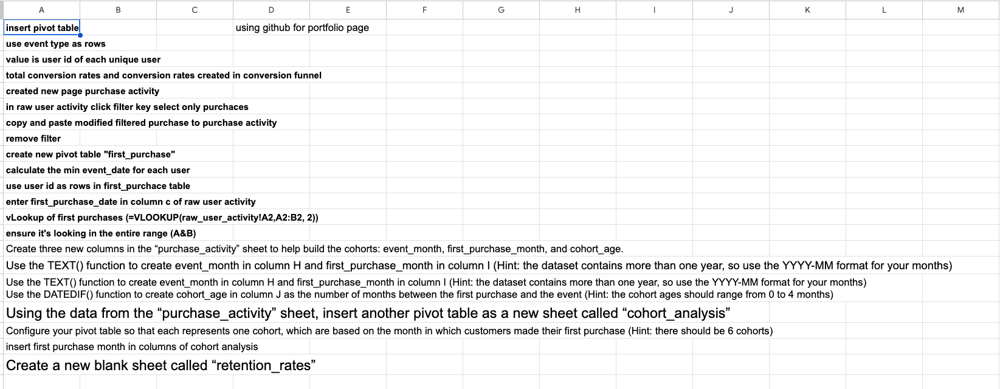 A B C D E F G H I J K L M
insert pivot table using github for portfolio page
use event type as rows
value is user id of each unique user
total conversion rates and conversion rates created in conversion funnel
created new page purchase activity
in raw user activity click filter key select only purchaces
copy and paste modified filtered purchase to purchase activity
remove filter
create new pivot table "first_purchase"
calculate the min event_date for each user
use user id as rows in first_purchace table
enter first_purchase_date in column c of raw user activity
vLookup of first purchases (=VLOOKUP(raw_user_activity!A2,A2:B2, 2))
ensure it's looking in the entire range (A&B)
Create three new columns in the “purchase_activity” sheet to help build the cohorts: event_month, first_purchase_month, and cohort_age.
Use the TEXT() function to create event_month in column H and first_purchase_month in column I (Hint: the dataset contains more than one year, so use the YYYY-MM format for your months)
Use the TEXT() function to create event_month in column H and first_purchase_month in column I (Hint: the dataset contains more than one year, so use the YYYY-MM format for your months)
Use the DATEDIF() function to create cohort_age in column J as the number of months between the first purchase and the event (Hint: the cohort ages should range from 0 to 4 months)
Using the data from the “purchase_activity” sheet, insert another pivot table as a new sheet called “cohort_analysis”
Configure your pivot table so that each represents one cohort, which are based on the month in which customers made their first purchase (Hint: there should be 6 cohorts)
insert first purchase month in columns of cohort analysis
Create a new blank sheet called “retention_rates”